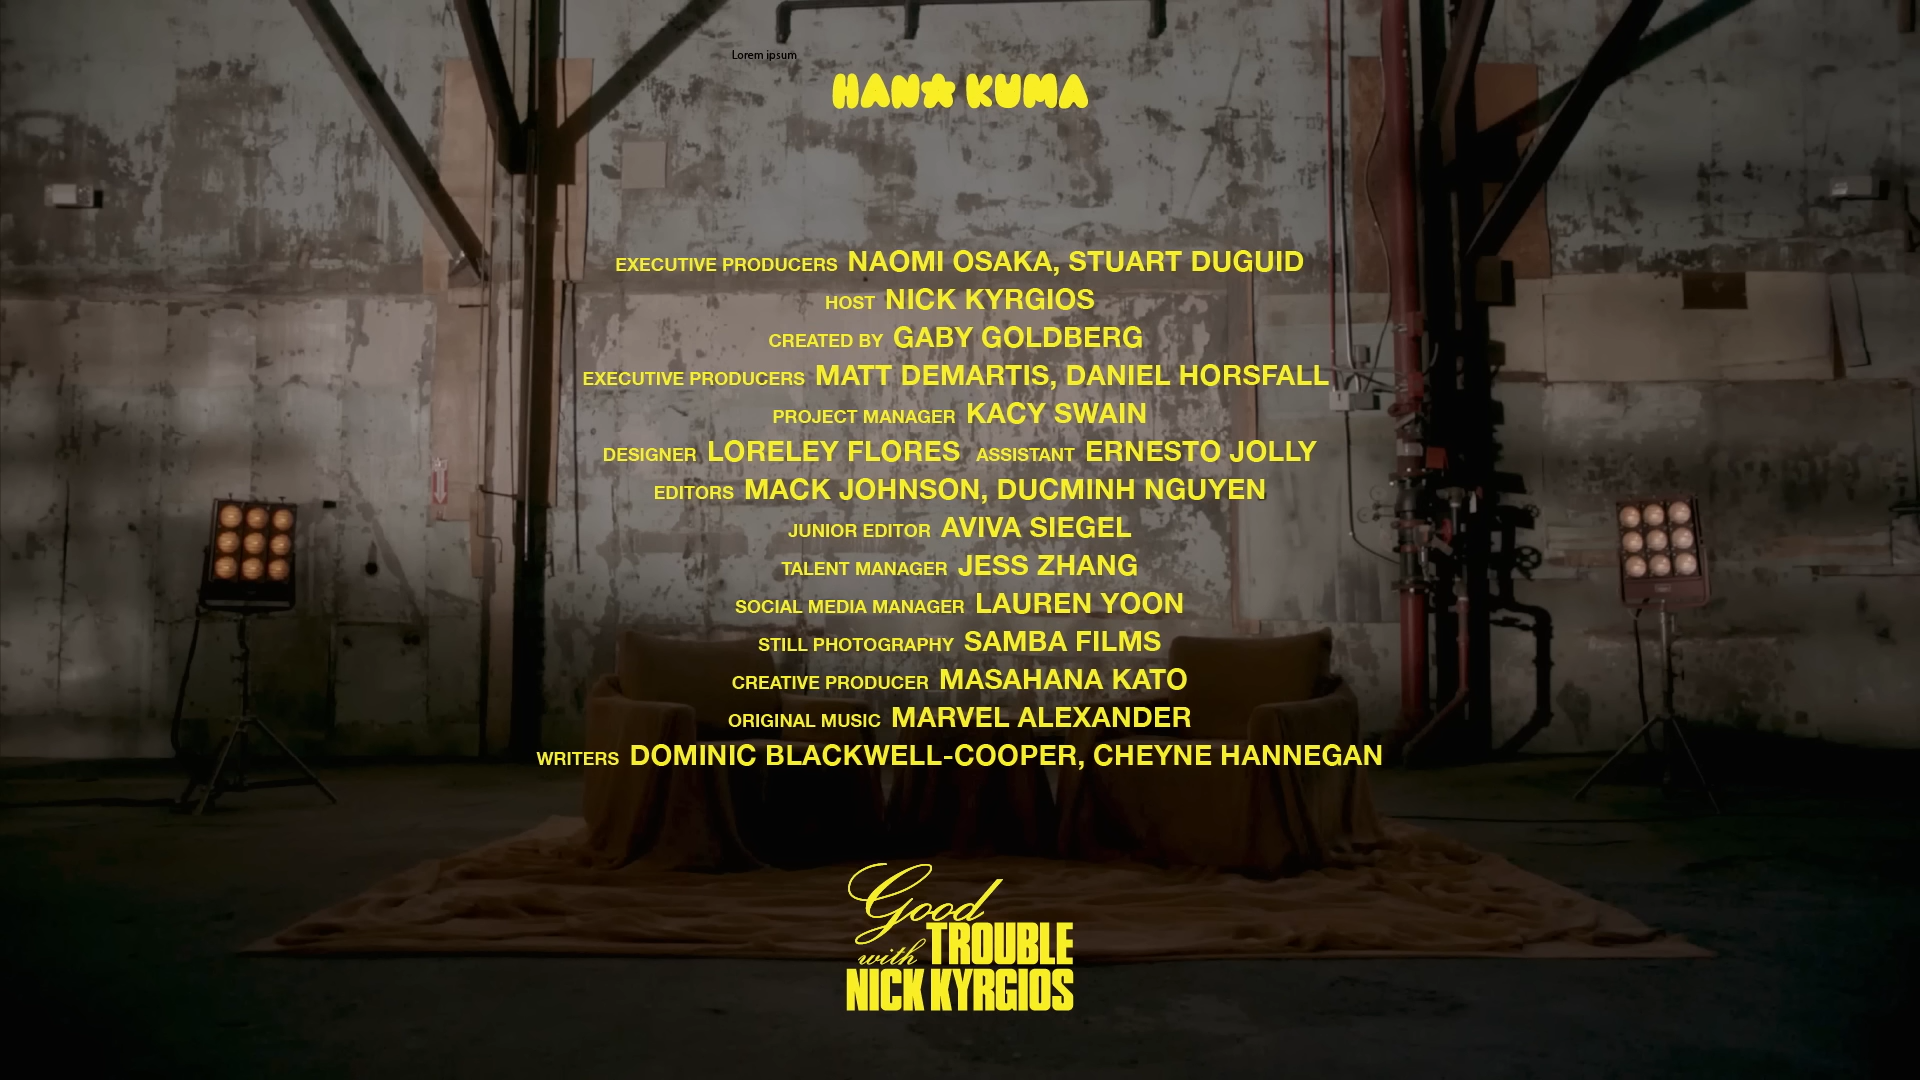 Lorem ipsum
HANA KUMA
EXECUTIVE PRODUCERS NAOMI OSAKA, STUART DUGUID
HOST NICK KYRGIOS
CREATED BY GABY GOLDBERG
EXECUTIVE PRODUCERS MATT DEMARTIS, DANIEL HORSFALL
PROJECT MANAGER KACY SWAIN
DESIGNER LORELEY FLORES ASSISTANT ERNESTO JOLLY
EDITORS MACK JOHNSON, DUCMINH NGUYEN
JUNIOR EDITOR AVIVA SIEGEL
TALENT MANAGER JESS ZHANG
SOCIAL MEDIA MANAGER LAUREN YOON
STILL PHOTOGRAPHY SAMBA FILMS
CREATIVE PRODUCER MASAHANA KATO
ORIGINAL MUSIC MARVEL ALEXANDER
WRITERS DOMINIC BLACKWELL-COOPER, CHEYNE HANNEGAN
Good
with TROUBLE
NICK KYRGIOS